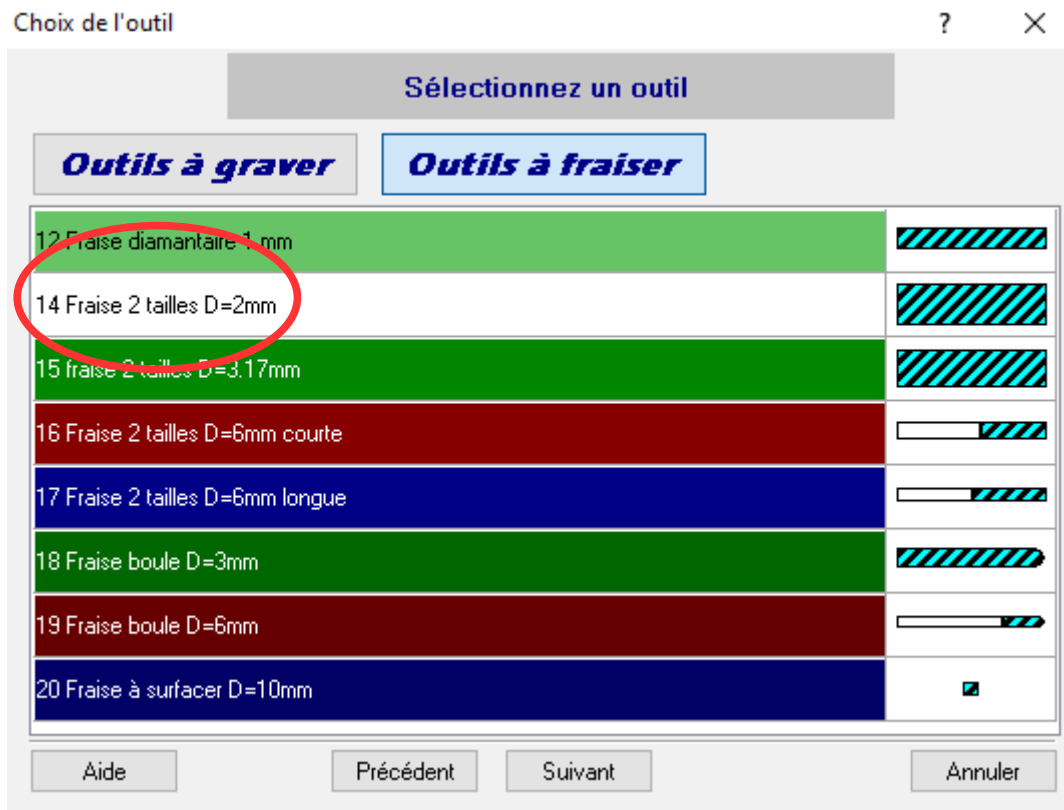 Choix de l'outil ?
Sélectionnez un outil
Outils à graver Outils à fraiser
12 Fraise diamantaire 1 mm
14 Fraise 2 tailles D=2mm
15 fraise 2 tailles D=3.17mm
16 Fraise 2 tailles D=6mm courte
17 Fraise 2 tailles D=6mm longue
18 Fraise boule D=3mm
19 Fraise boule D=6mm
20 Fraise à surfacer D=10mm
Aide Précédent Suivant Annuler